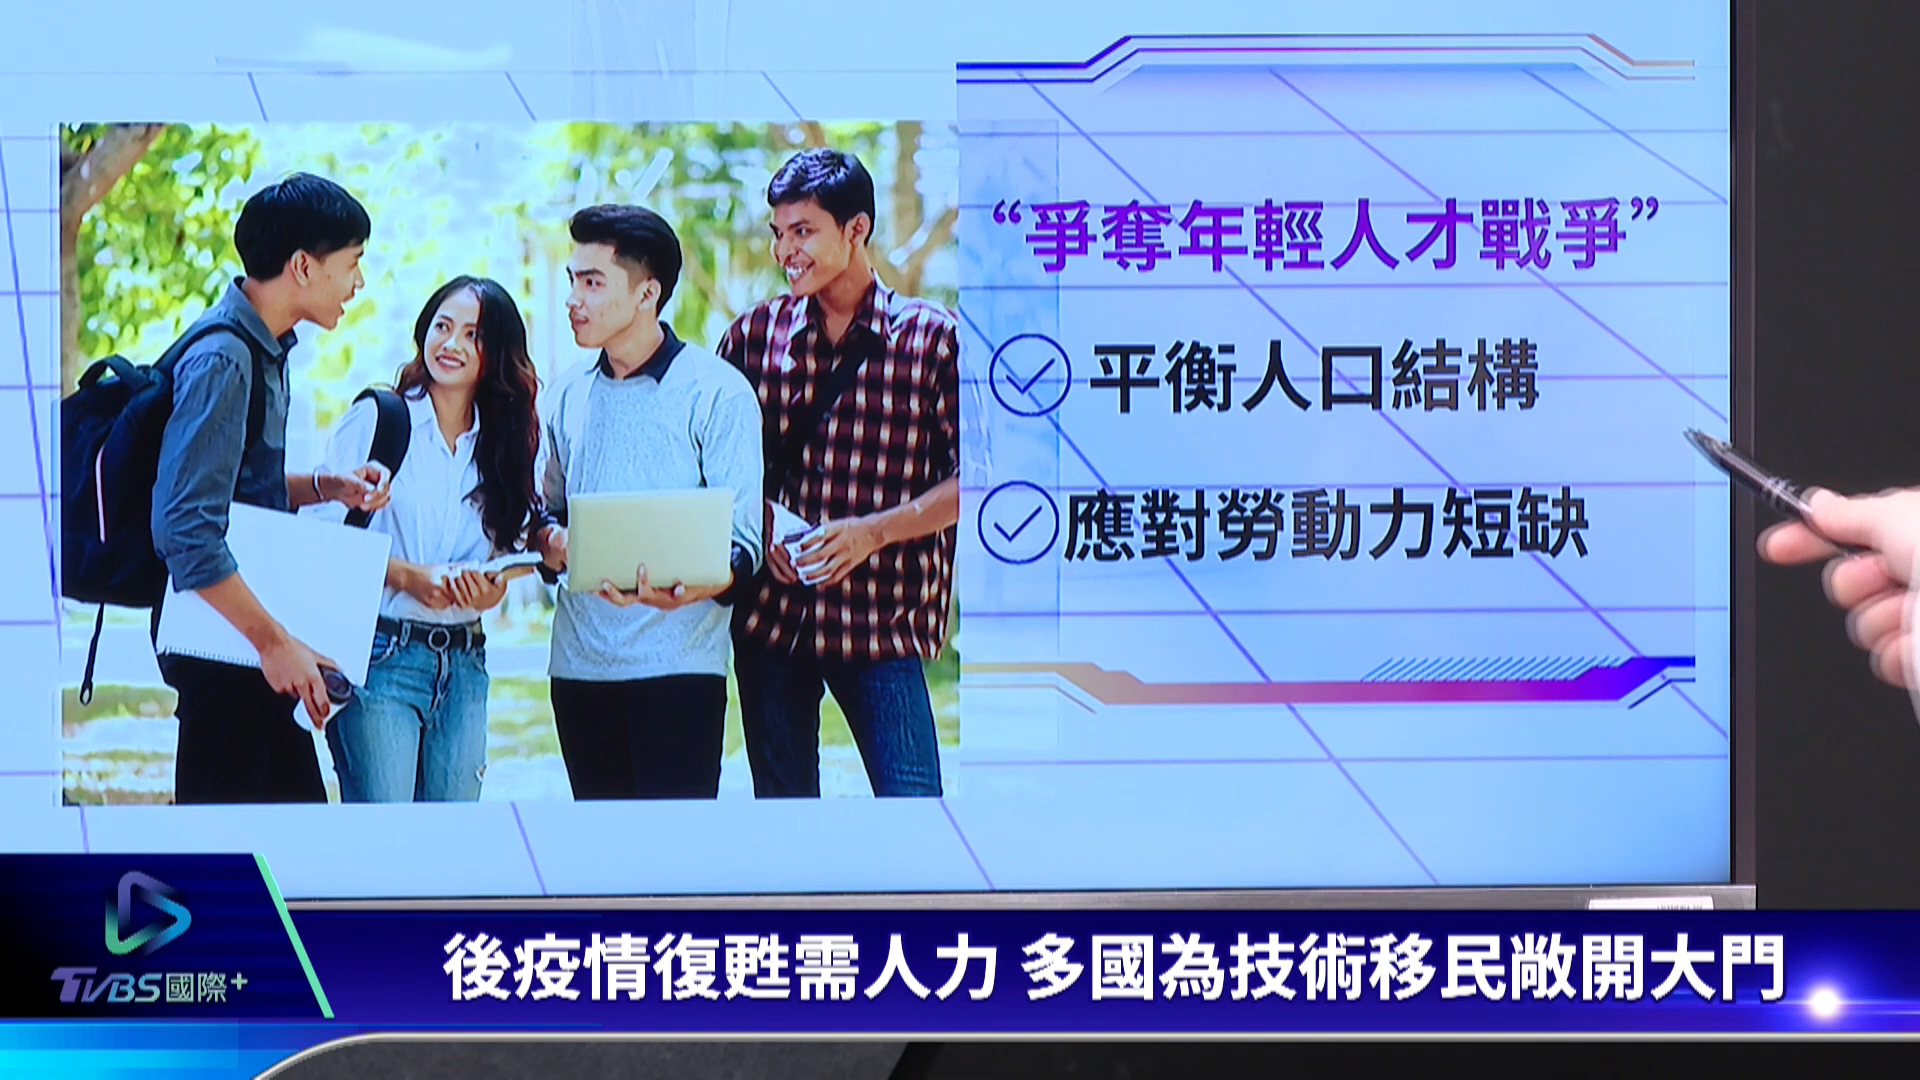 “爭奪年輕人才戰爭”
平衡人口結構
應對勞動力短缺
TVBS國際+
後疫情復甦需人力 多國為技術移民敞開大門